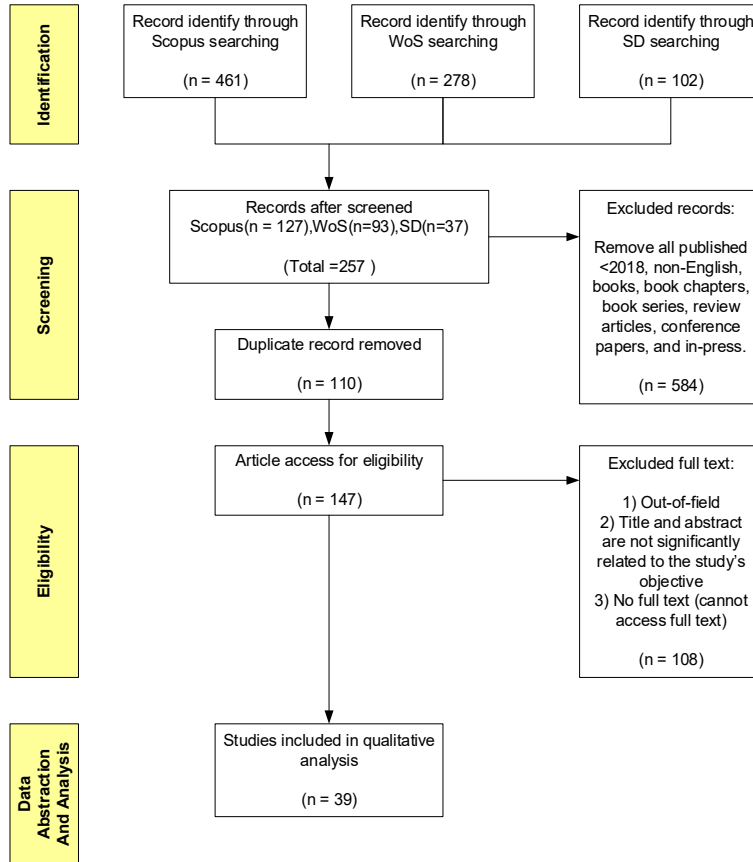 Identification
Record identify through
Scopus searching
(n = 461)
Record identify through
WoS searching
(n = 278)
Record identify through
SD searching
(n = 102)
Screening
Records after screened
Scopus(n = 127),WoS(n=93),SD(n=37)
(Total =257 )
Excluded records:
Remove all published
<2018, non-English,
books, book chapters,
book series, review
articles, conference
papers, and in-press.
(n = 584)
Duplicate record removed
(n = 110)
Eligibility
Article access for eligibility
(n = 147)
Excluded full text:
1) Out-of-field
2) Title and abstract
are not significantly
related to the study's
objective
3) No full text (cannot
access full text)
(n = 108)
Data
Abstraction
And Analysis
Studies included in qualitative
analysis
(n = 39)